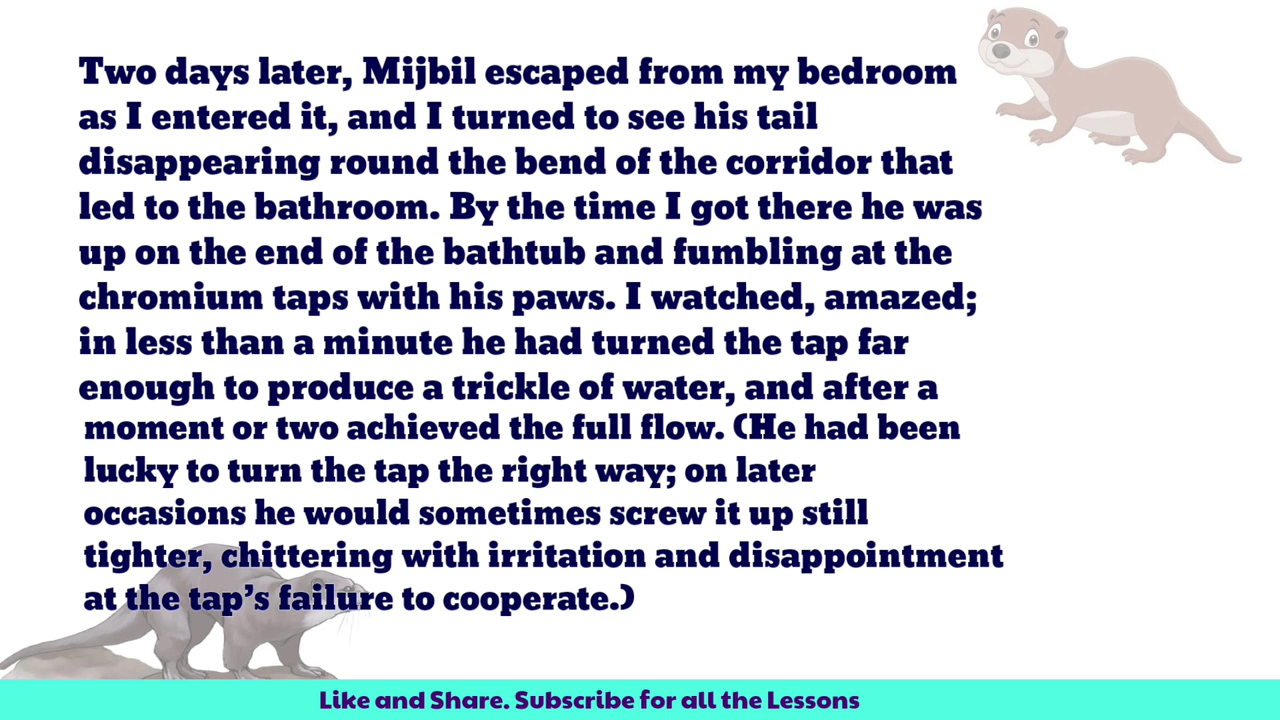 Two days later, Mijbil escaped from my bedroom
as I entered it, and I turned to see his tail
disappearing round the bend of the corridor that
led to the bathroom. By the time I got there he was
up on the end of the bathtub and fumbling at the
chromium taps with his paws. I watched, amazed;
in less than a minute he had turned the tap far
enough to produce a trickle of water, and after a
moment or two achieved the full flow. (He had been
lucky to turn the tap the right way; on later
occasions he would sometimes screw it up still
tighter, chittering with irritation and disappointment
at the tap's failure to cooperate.)
Like and Share. Subscribe for all the Lessons